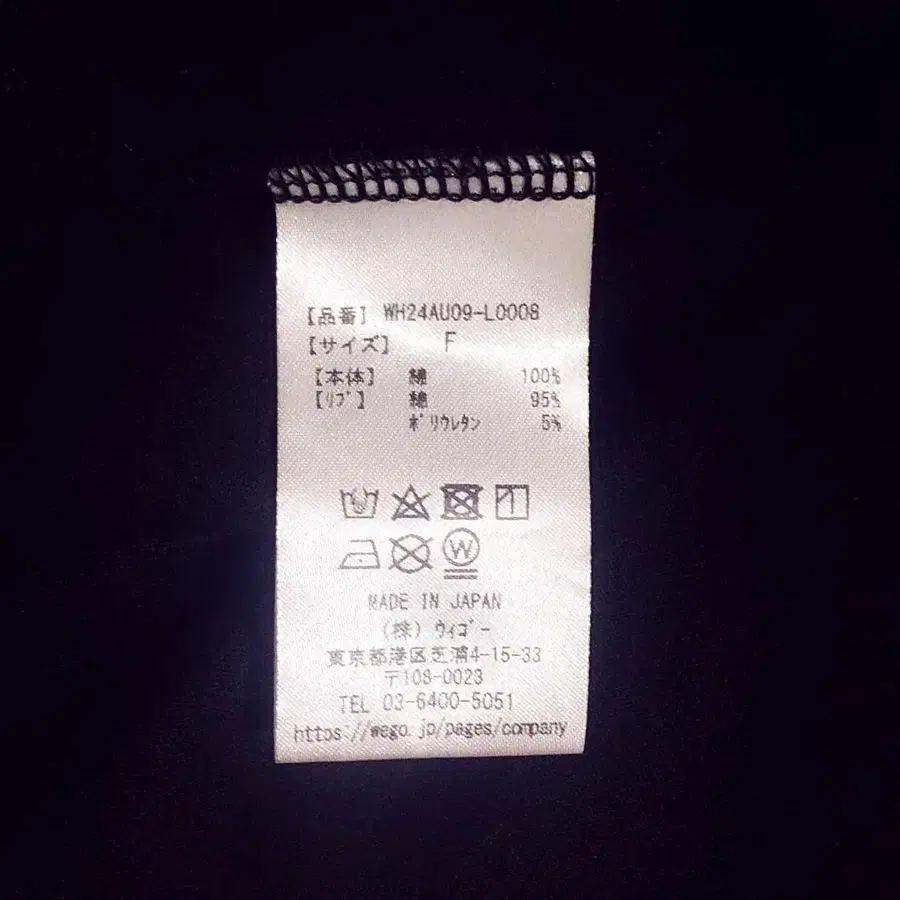 【品番】 WH24AU09-L0008
【サイズ】 F
【本体】 綿 100%
【ﾘﾌﾞ】 綿 95%
ﾎﾟﾘｳﾚﾀﾝ 5%
W
MADE IN JAPAN
(株) ウィゴー
東京都港区芝浦4-15-33
〒108-0023
TEL 03-6400-5051
https://wego.jp/pages/company